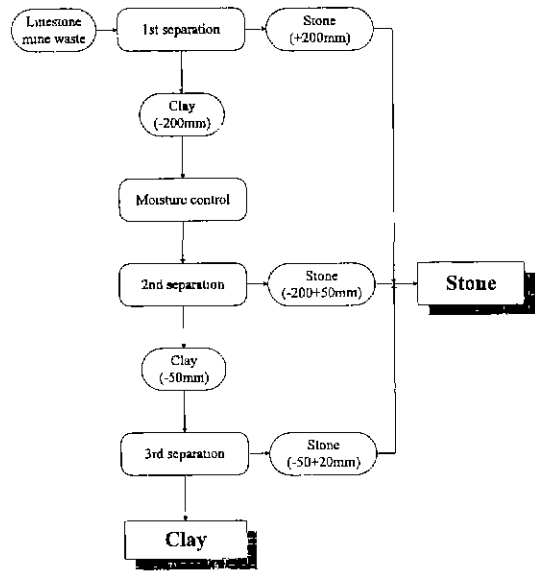 Limestone
mine waste
1st separation
Stone
(+200mm)
Clay
(-200mm)
Moisture control
2nd separation
Stone
(-200+50mm)
Stone
Clay
(-50mm)
3rd separation
Stone
(-50+20mm)
Clay